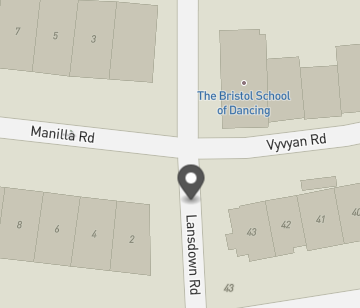 7
5
3
The Bristol School
of Dancing
Manilla Rd
Vyvyan Rd
Lansdown Rd
8
6
4
2
43
42
41
40
43